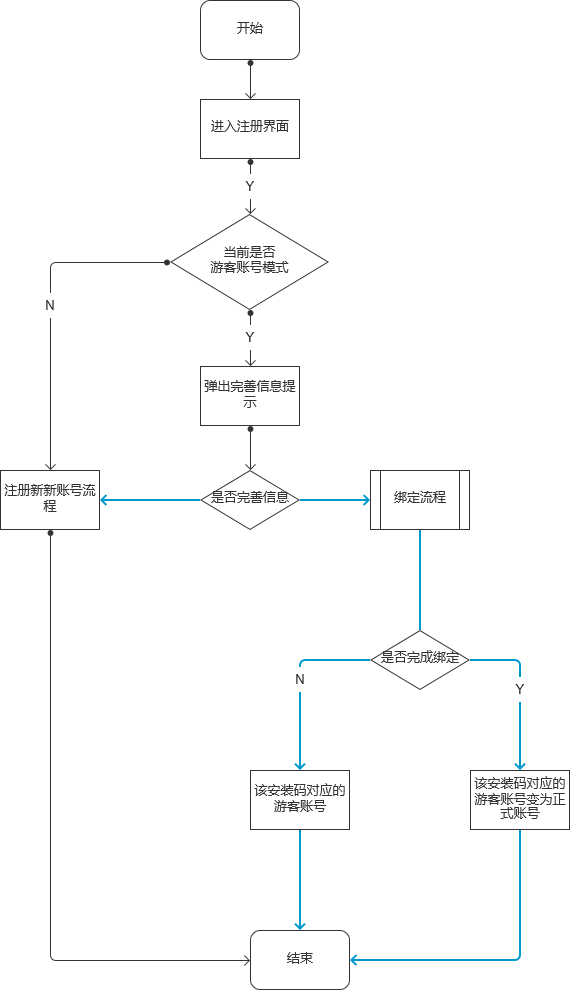 开始
进入注册界面
Y
当前是否
游客账号模式
N
Y
弹出完善信息提
示
注册新新账号流
程
是否完善信息
绑定流程
是否完成绑定
N
Y
该安装码对应的
游客账号
该安装码对应的
游客账号变为正
式账号
结束